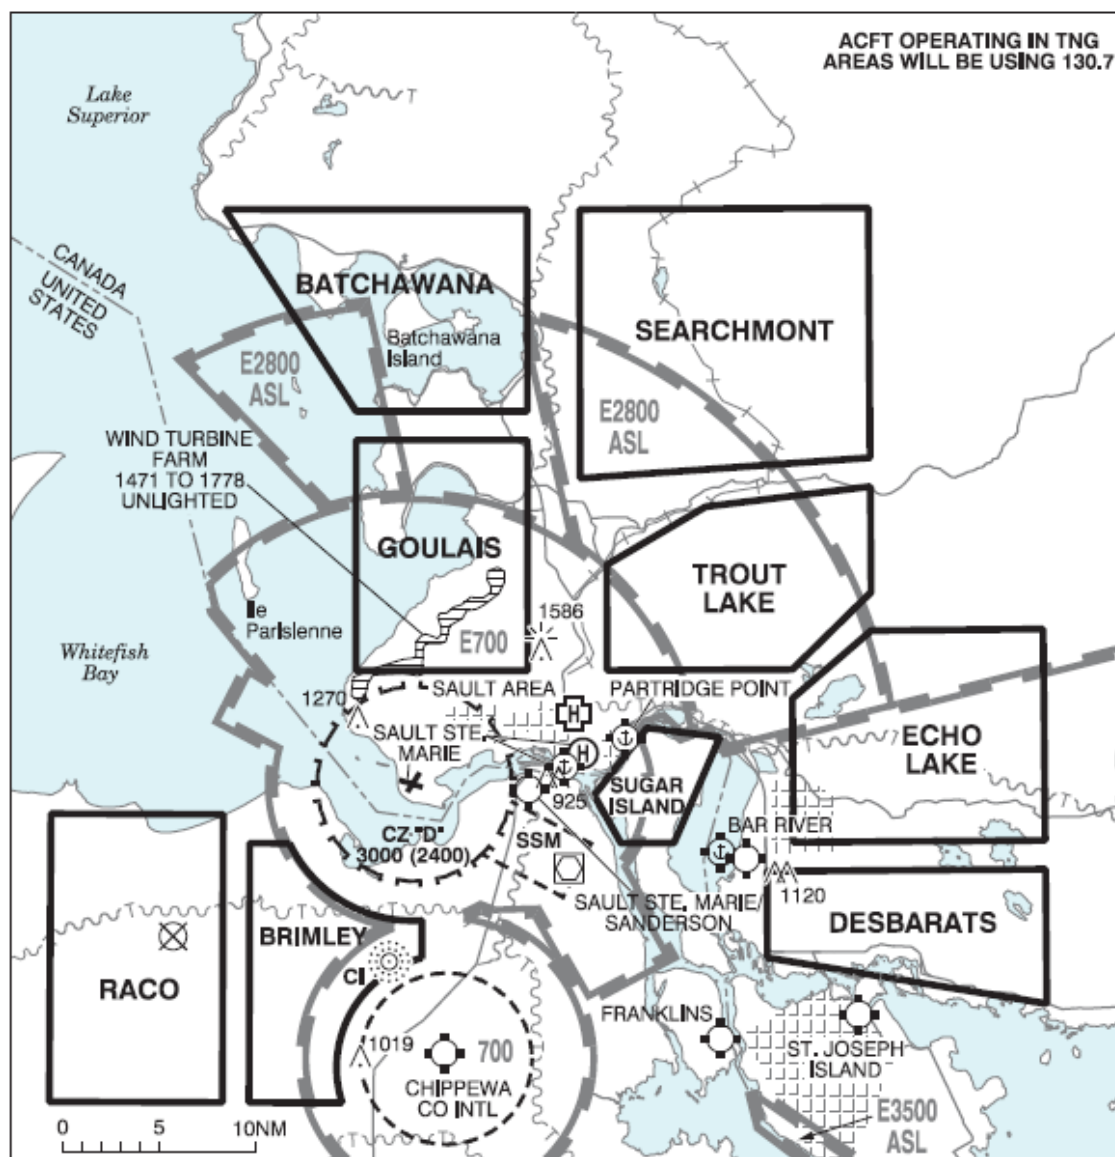 ACFT OPERATING IN TNG
AREAS WILL BE USING 130.7
Lake
Superior
CANADA
UNITED
STATES
BATCHAWANA
SEARCHMONT
Batchawana
Island
E2800
ASL
E2800
ASL
WIND TURBINE
FARM
1471 TO 1778
UNLIGHTED
GOULAIS
TROUT
LAKE
Ile
Parisienne
1586
E700
Whitefish
Bay
1270
SAULT AREA
PARTRIDGE POINT
SAULT STE.
MARIE
H
H
ECHO
LAKE
SUGAR
ISLAND
925
CZ "D"
3000 (2400)
SSM
BAR RIVER
1120
SAULT STE. MARIE/
SANDERSON
DESBARATS
BRIMLEY
CI
RACO
FRANKLINS
ST. JOSEPH
ISLAND
1019
700
CHIPPEWA
CO INTL
E3500
ASL
0 5 10NM